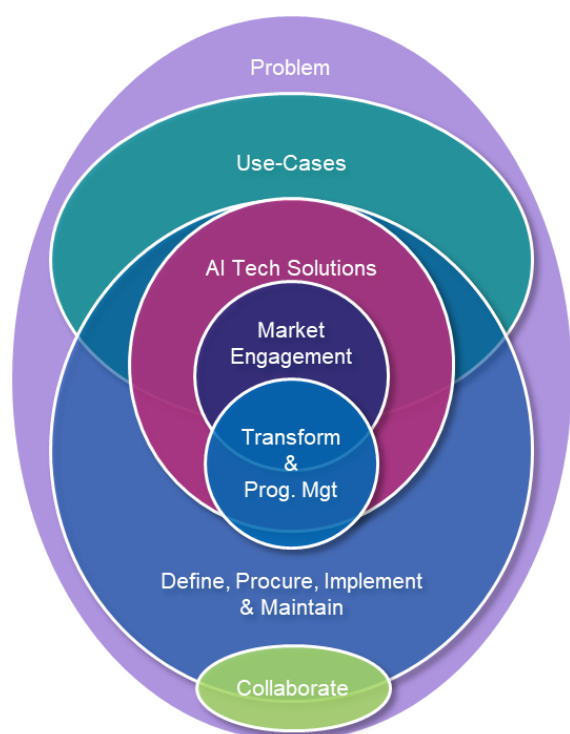 Problem
Use-Cases
AI Tech Solutions
Market
Engagement
Transform
&
Prog. Mgt
Define, Procure, Implement
& Maintain
Collaborate